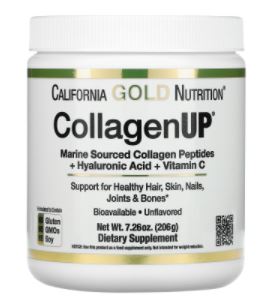 CALIFORNIA GOLD NUTRITION®
CollagenUP®
Marine Sourced Collagen Peptides
+ Hyaluronic Acid + Vitamin C
Support for Healthy Hair, Skin, Nails,
Joints & Bones*
Bioavailable • Unflavored
Gluten
GMOs
Soy
Net Wt. 7.26oz. (206g)
Dietary Supplement